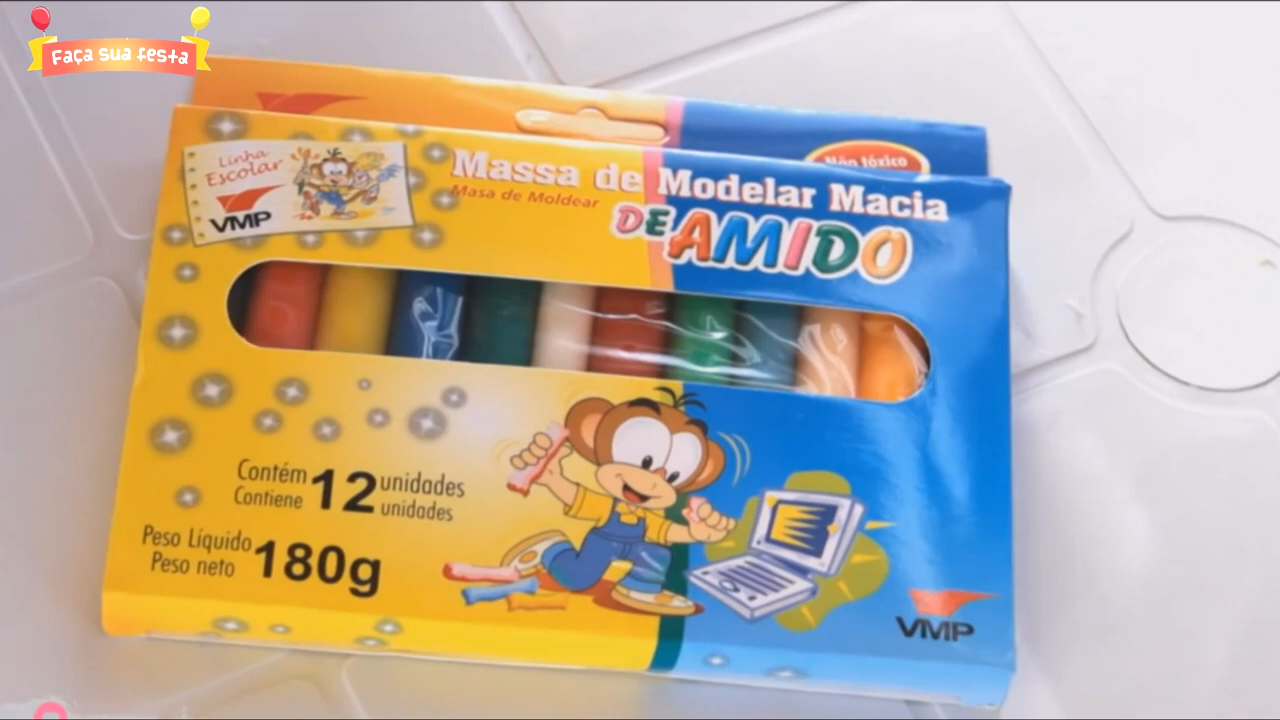 Faça sua festa
Não tóxico
Linha
Escolar
VMP
Massa de Modelar Macia
Masa de Moldear
DE AMIDO
Contém 12 unidades
Contiene unidades
Peso Líquido 180g
Peso neto
VMP